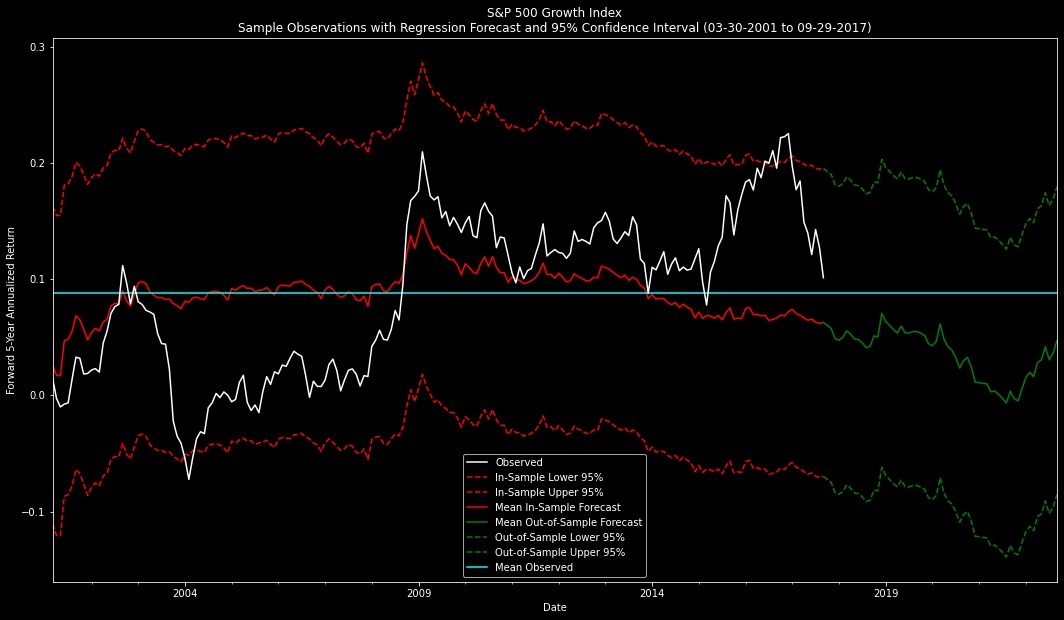 S&P 500 Growth Index
Sample Observations with Regression Forecast and 95% Confidence Interval (03-30-2001 to 09-29-2017)
0.3
0.2
0.1
0.0
−0.1
Forward 5-Year Annualized Return
Observed
In-Sample Lower 95%
In-Sample Upper 95%
Mean In-Sample Forecast
Mean Out-of-Sample Forecast
Out-of-Sample Lower 95%
Out-of-Sample Upper 95%
Mean Observed
2004
2009
2014
2019
Date